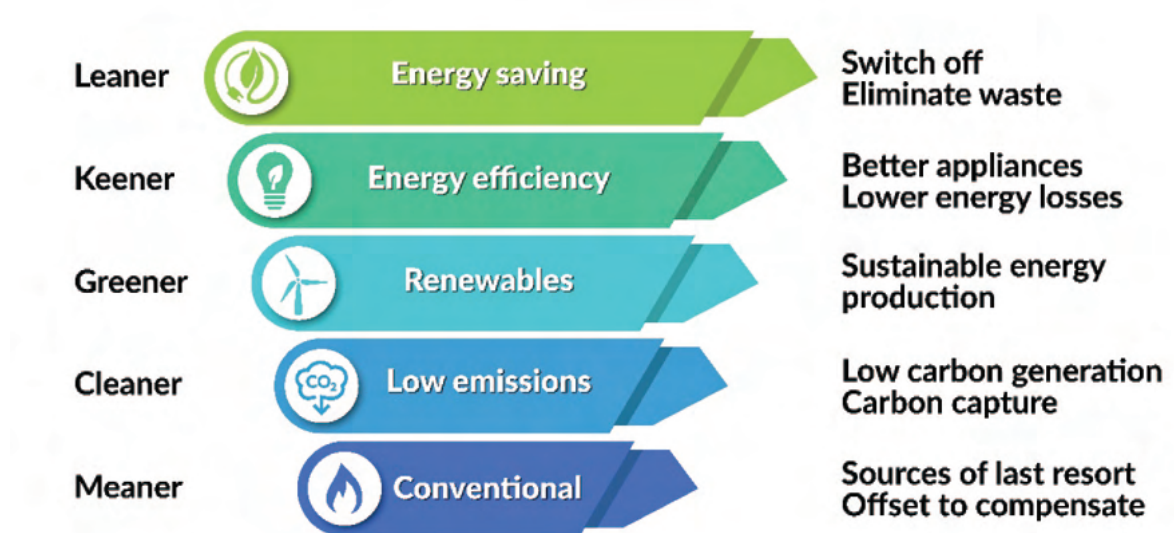 Leaner
Energy saving
Switch off
Eliminate waste
Keener
Energy efficiency
Better appliances
Lower energy losses
Greener
Renewables
Sustainable energy
production
Cleaner
CO₂
Low emissions
Low carbon generation
Carbon capture
Meaner
Conventional
Sources of last resort
Offset to compensate